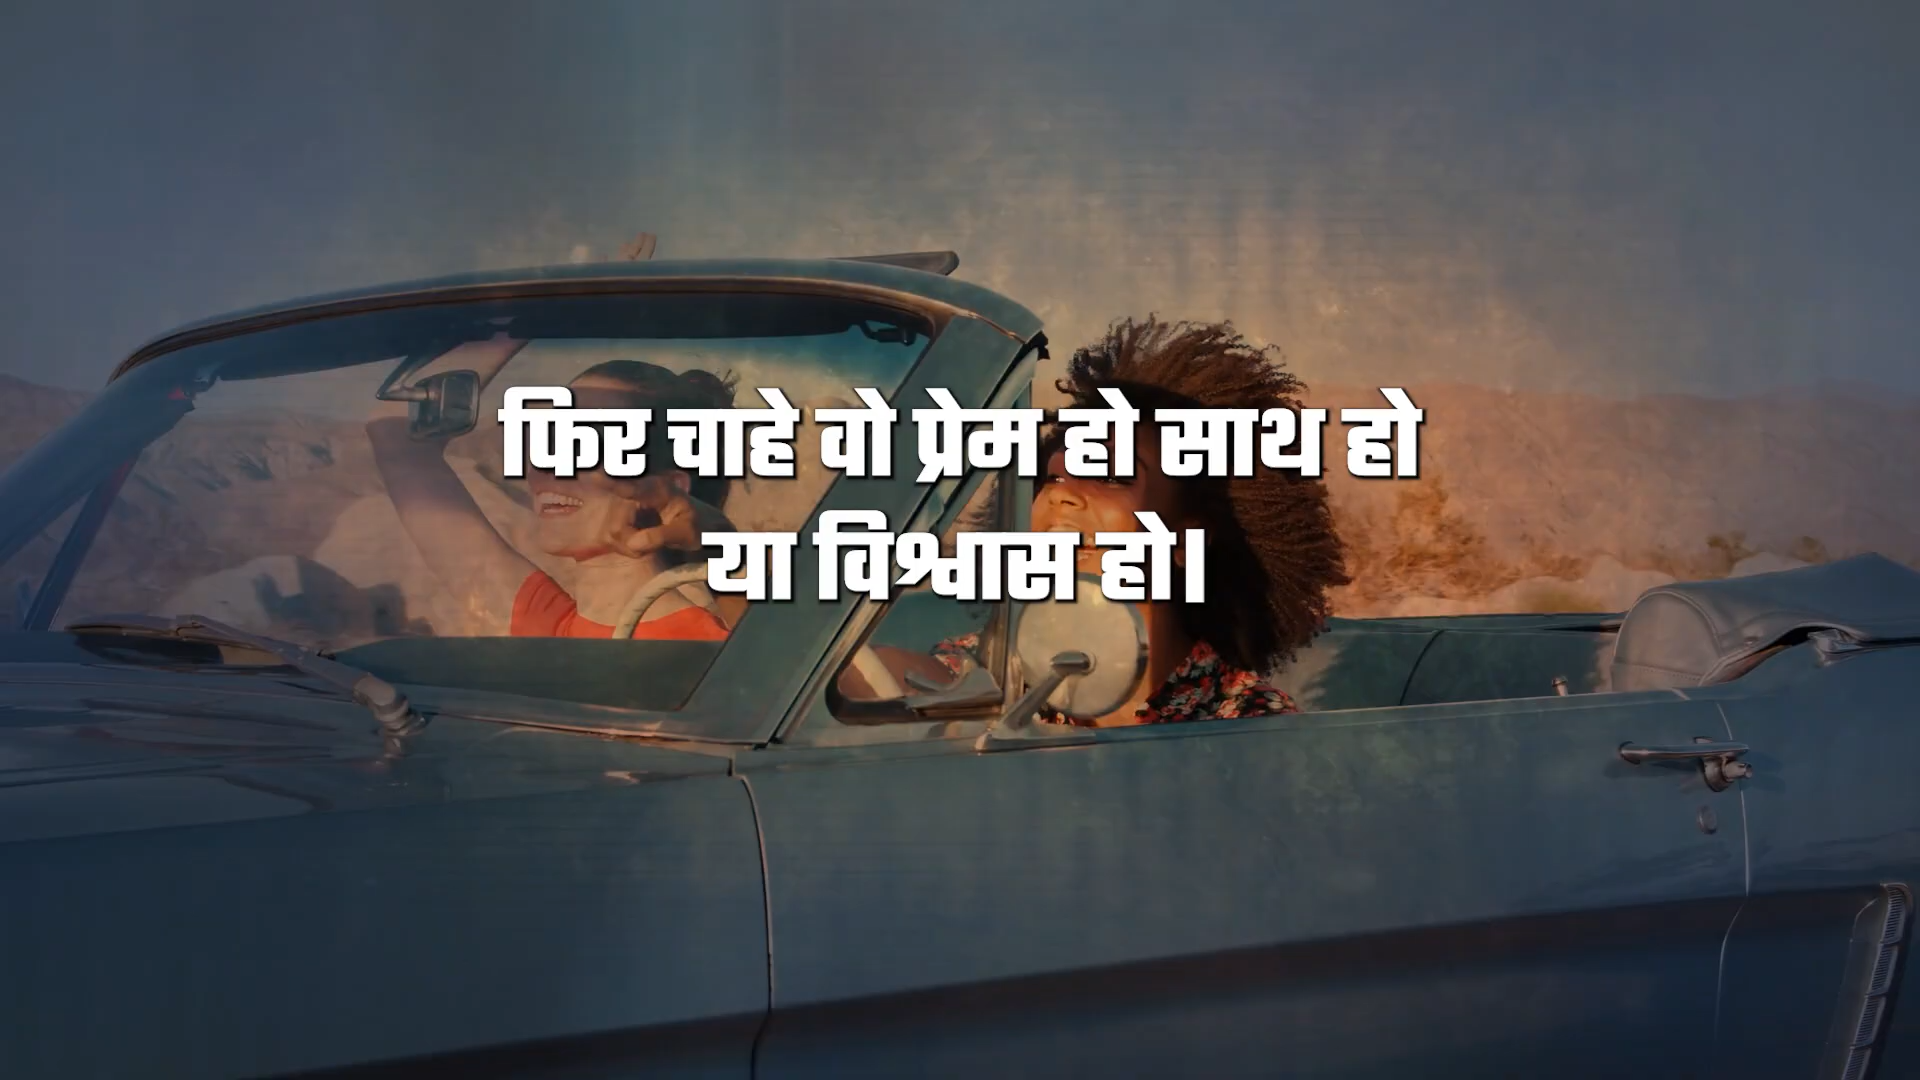 फिर चाहे वो प्रेम हो साथ हो
या विश्वास हो।